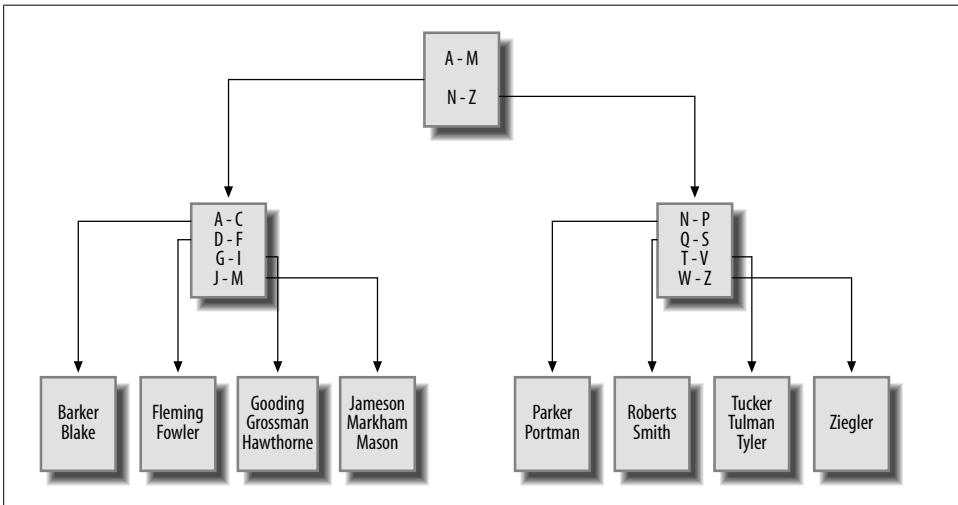 A - M
N - Z
A - C
D - F
G - I
J - M
N - P
Q - S
T - V
W - Z
Barker
Blake
Fleming
Fowler
Gooding
Grossman
Hawthorne
Jameson
Markham
Mason
Parker
Portman
Roberts
Smith
Tucker
Tulman
Tyler
Ziegler